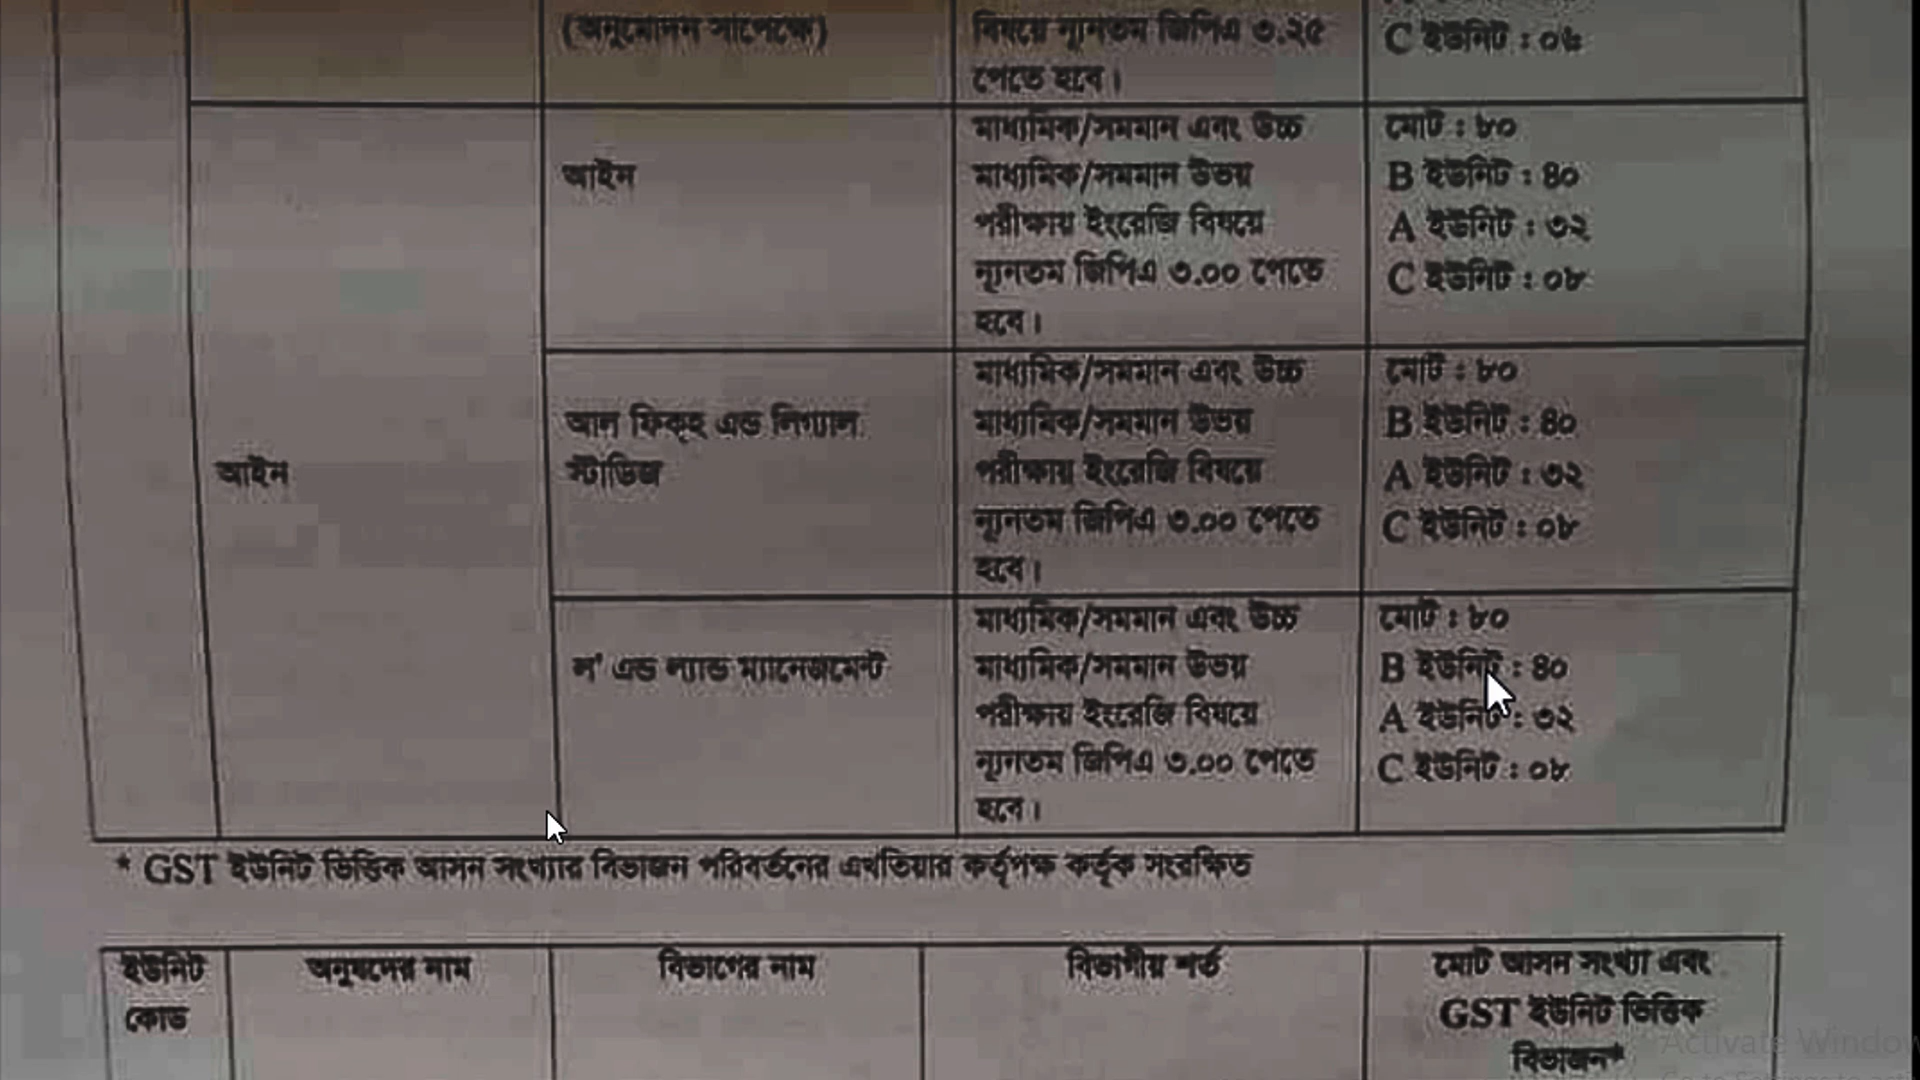 (অনুমোদন সাপেক্ষে)
বিষয়ে ন্যূনতম জিপিএ ৩.২৫
পেতে হবে।
C ইউনিট : ০৬
আইন
আইন
মাধ্যমিক/সমমান এবং উচ্চ
মাধ্যমিক/সমমান উভয়
পরীক্ষায় ইংরেজি বিষয়ে
ন্যূনতম জিপিএ ৩.০০ পেতে
হবে।
মোট : ৮০
B ইউনিট : ৪০
A ইউনিট : ৩২
C ইউনিট : ০৮
আল ফিক্‌হ এন্ড লিগ্যাল
স্টাডিজ
মাধ্যমিক/সমমান এবং উচ্চ
মাধ্যমিক/সমমান উভয়
পরীক্ষায় ইংরেজি বিষয়ে
ন্যূনতম জিপিএ ৩.০০ পেতে
হবে।
মোট : ৮০
B ইউনিট : ৪০
A ইউনিট : ৩২
C ইউনিট : ০৮
ল' এন্ড ল্যান্ড ম্যানেজমেন্ট
মাধ্যমিক/সমমান এবং উচ্চ
মাধ্যমিক/সমমান উভয়
পরীক্ষায় ইংরেজি বিষয়ে
ন্যূনতম জিপিএ ৩.০০ পেতে
হবে।
মোট : ৮০
B ইউনিট : ৪০
A ইউনিট : ৩২
C ইউনিট : ০৮
* GST ইউনিট ভিত্তিক আসন সংখ্যার বিভাজন পরিবর্তনের এখতিয়ার কর্তৃপক্ষ কর্তৃক সংরক্ষিত
ইউনিট
কোড
অনুষদের নাম
বিভাগের নাম
বিভাগীয় শর্ত
মোট আসন সংখ্যা এবং
GST ইউনিট ভিত্তিক
বিভাজন*
Activate Window